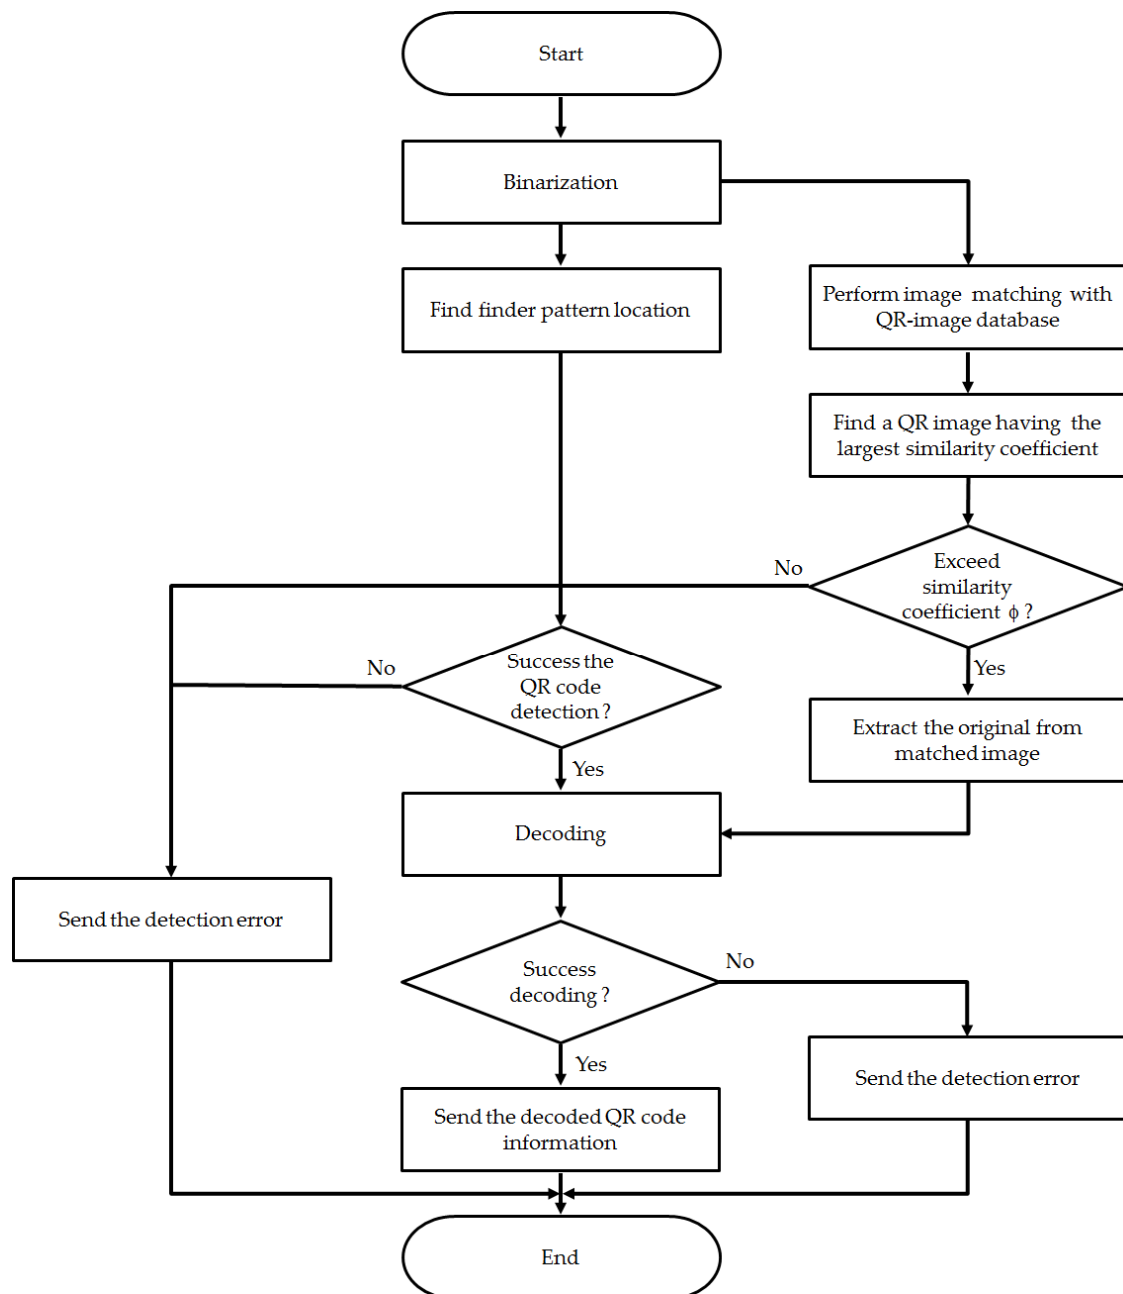 Start
Binarization
Find finder pattern location
Perform image matching with
QR-image database
Find a QR image having the
largest similarity coefficient
No
Exceed
similarity
coefficient ϕ ?
Yes
No
Success the
QR code
detection ?
Yes
Extract the original from
matched image
Decoding
Send the detection error
Success
decoding ?
No
Yes
Send the detection error
Send the decoded QR code
information
End